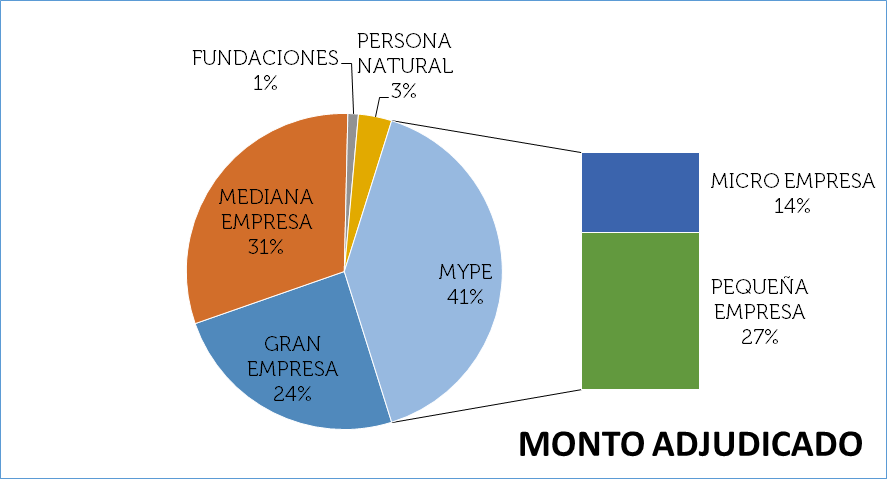 FUNDACIONES
1%
PERSONA
NATURAL
3%
MEDIANA
EMPRESA
31%
MYPE
41%
GRAN
EMPRESA
24%
MICRO EMPRESA
14%
PEQUEÑA
EMPRESA
27%
MONTO ADJUDICADO